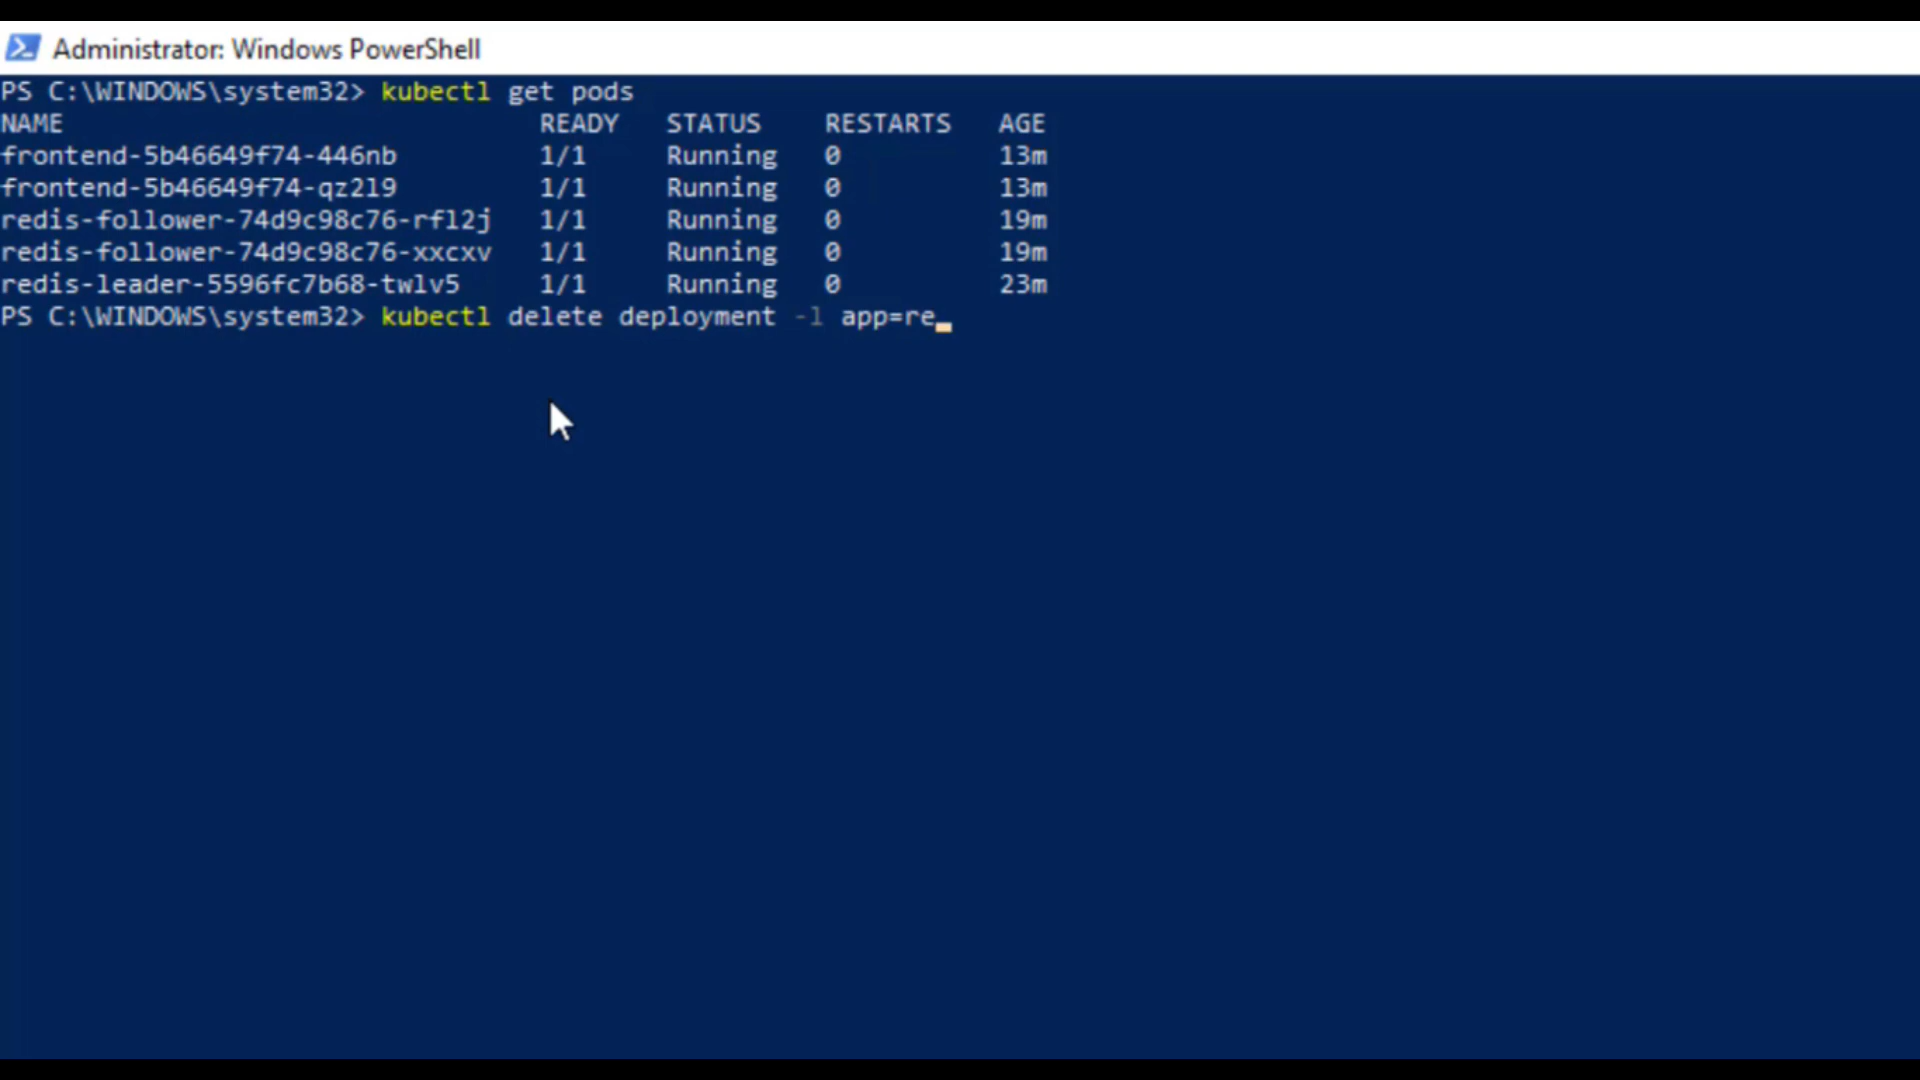 Administrator: Windows PowerShell
PS C:\WINDOWS\system32> kubectl get pods
NAME READY STATUS RESTARTS AGE
frontend-5b46649f74-446nb 1/1 Running 0 13m
frontend-5b46649f74-qz2l9 1/1 Running 0 13m
redis-follower-74d9c98c76-rfl2j 1/1 Running 0 19m
redis-follower-74d9c98c76-xxcxv 1/1 Running 0 19m
redis-leader-5596fc7b68-twlv5 1/1 Running 0 23m
PS C:\WINDOWS\system32> kubectl delete deployment -l app=re